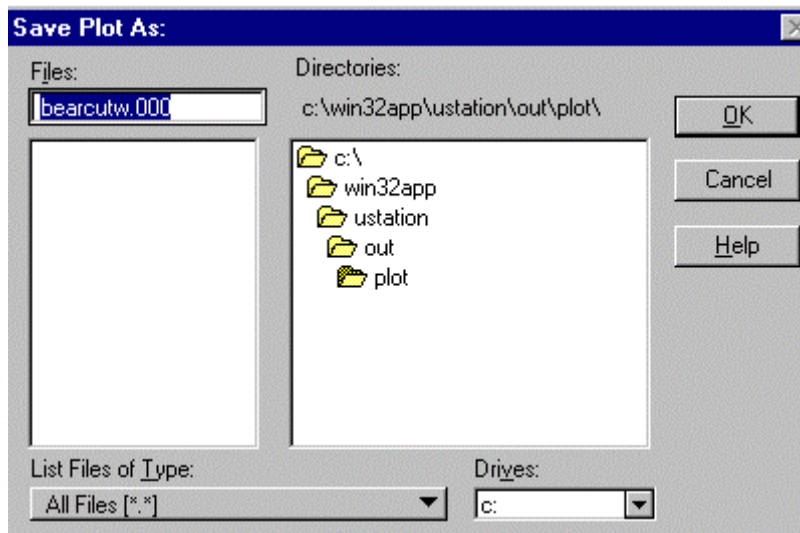 Save Plot As:
Files:
bearcutw.000
Directories:
c:\win32app\ustation\out\plot\
c:\
win32app
ustation
out
plot
OK
Cancel
Help
List Files of Type:
All Files [*.*]
Drives:
c: